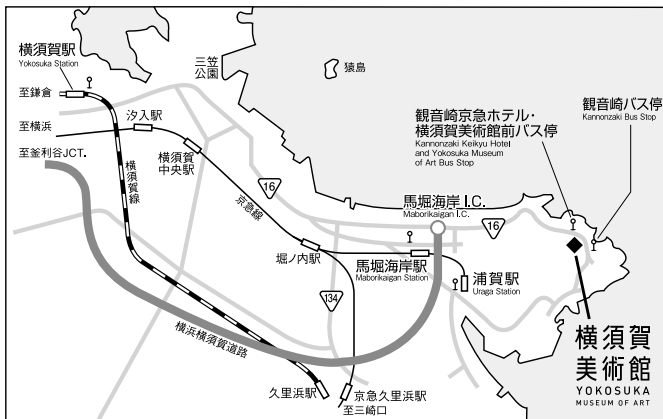 横須賀駅
Yokosuka Station
至鎌倉
至横浜
至釜利谷JCT.
汐入駅
横須賀
中央駅
横須賀線
三笠
公園
猿島
16
京急線
堀ノ内駅
134
横浜横須賀道路
久里浜駅
京急久里浜駅
至三崎口
馬堀海岸 I.C.
Maborikaigan I.C.
馬堀海岸駅
Maborikaigan Station
浦賀駅
Uraga Station
16
観音崎京急ホテル・
横須賀美術館前バス停
Kannonzaki Keikyu Hotel
and Yokosuka Museum
of Art Bus Stop
観音崎バス停
Kannonzaki Bus Stop
横須賀
美術館
YOKOSUKA
MUSEUM OF ART